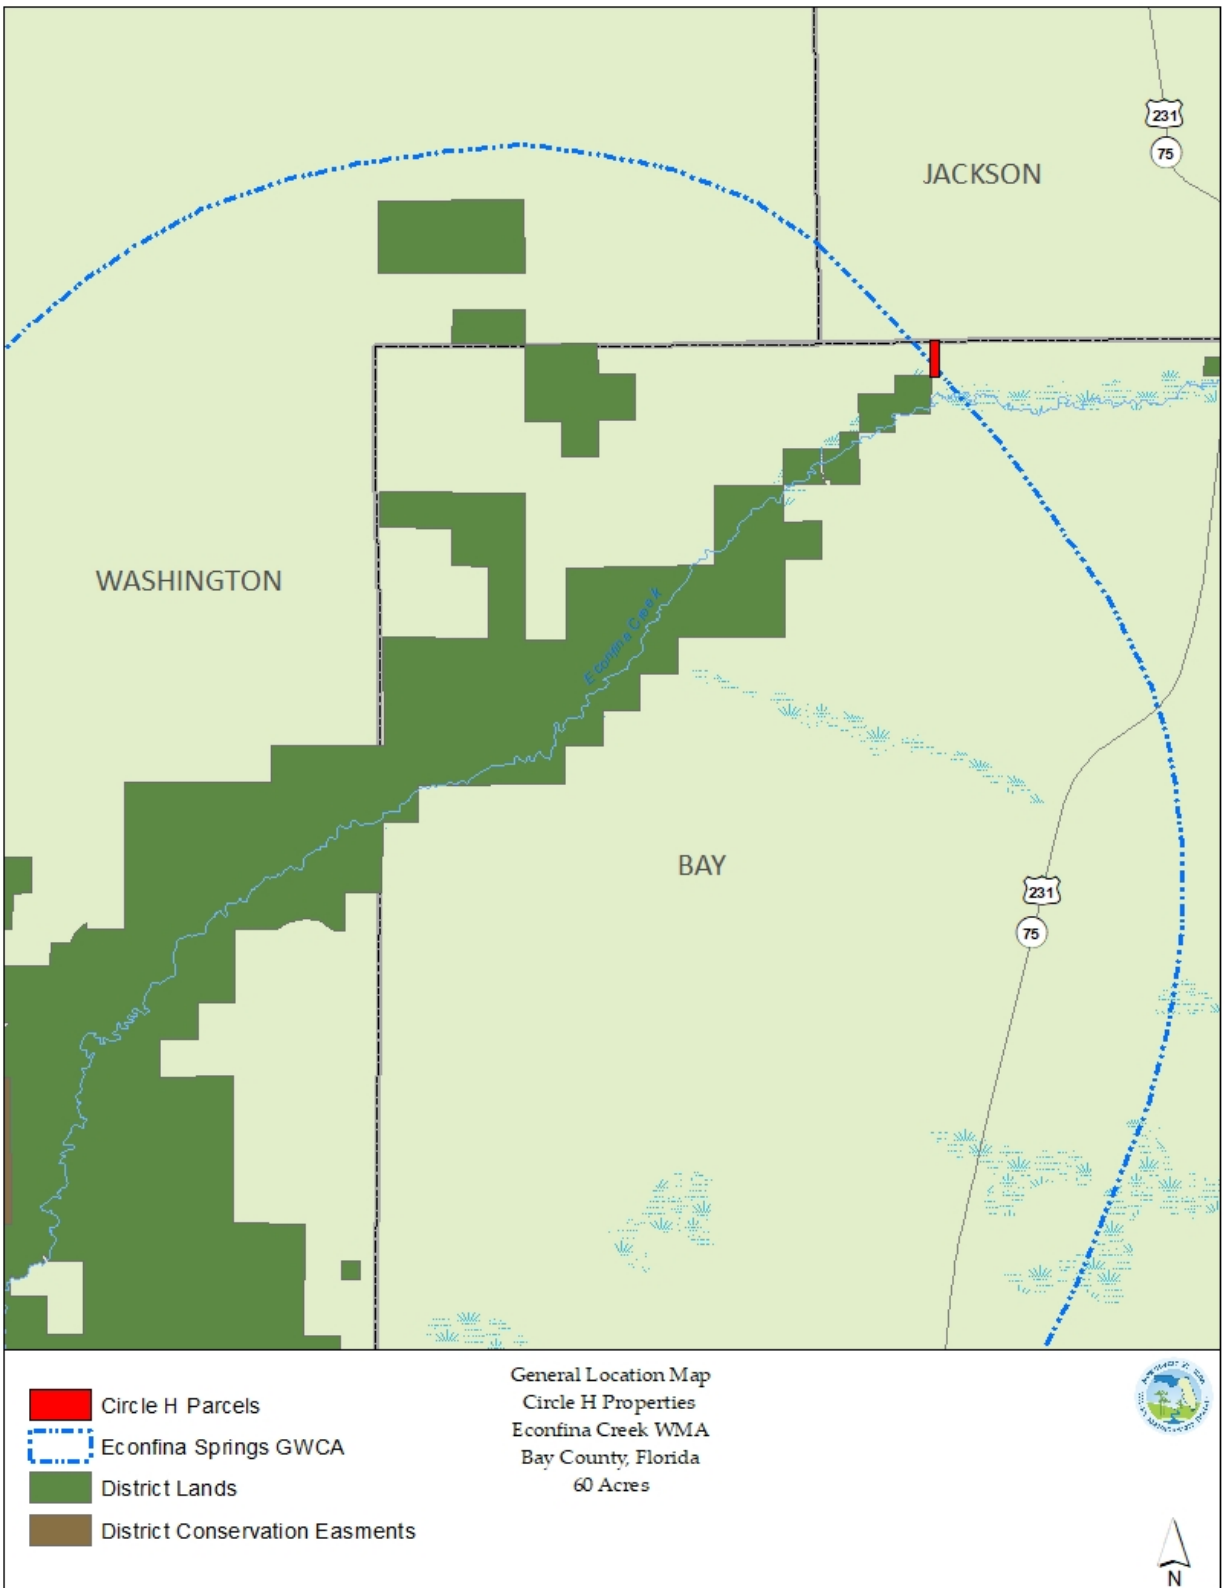 231
75
JACKSON
WASHINGTON
Econfina Creek
BAY
231
75
General Location Map
Circle H Properties
Econfina Creek WMA
Bay County, Florida
60 Acres
Circle H Parcels
Econfina Springs GWCA
District Lands
District Conservation Easments
N